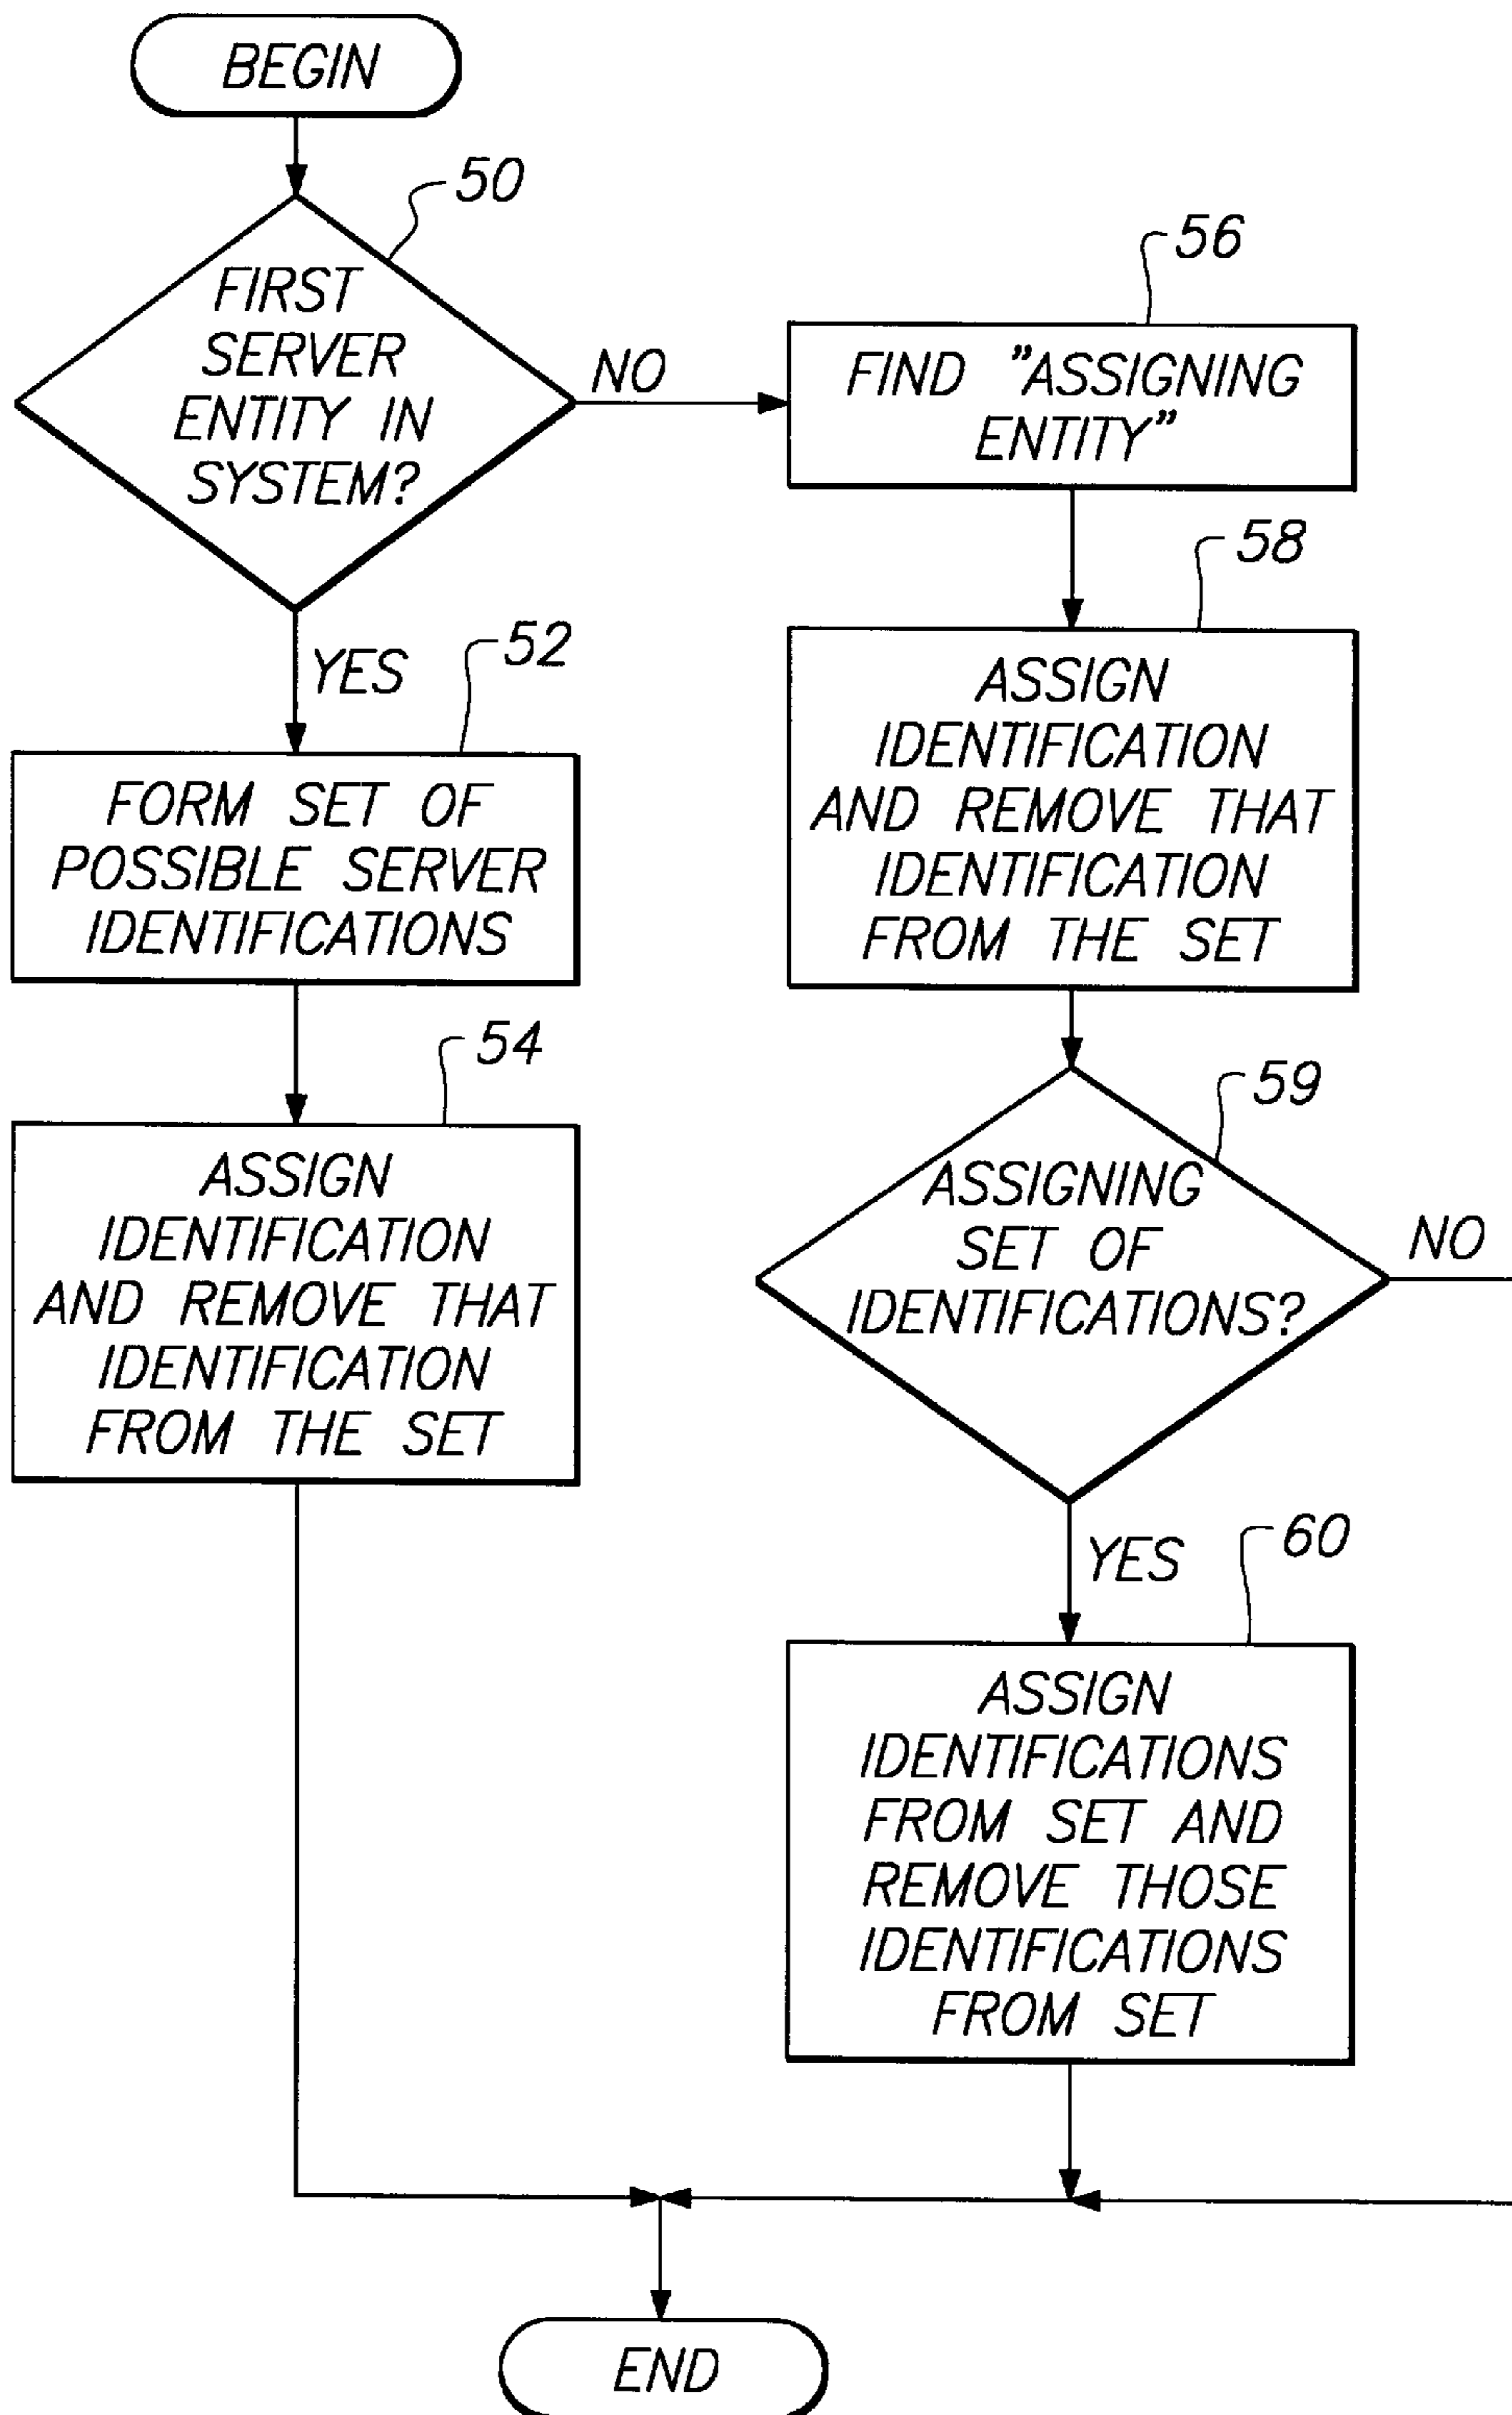 BEGIN
50
FIRST
SERVER
ENTITY IN
SYSTEM?
NO
YES
52
FORM SET OF
POSSIBLE SERVER
IDENTIFICATIONS
54
ASSIGN
IDENTIFICATION
AND REMOVE THAT
IDENTIFICATION
FROM THE SET
56
FIND "ASSIGNING
ENTITY"
58
ASSIGN
IDENTIFICATION
AND REMOVE THAT
IDENTIFICATION
FROM THE SET
59
ASSIGNING
SET OF
IDENTIFICATIONS?
NO
YES
60
ASSIGN
IDENTIFICATIONS
FROM SET AND
REMOVE THOSE
IDENTIFICATIONS
FROM SET
END